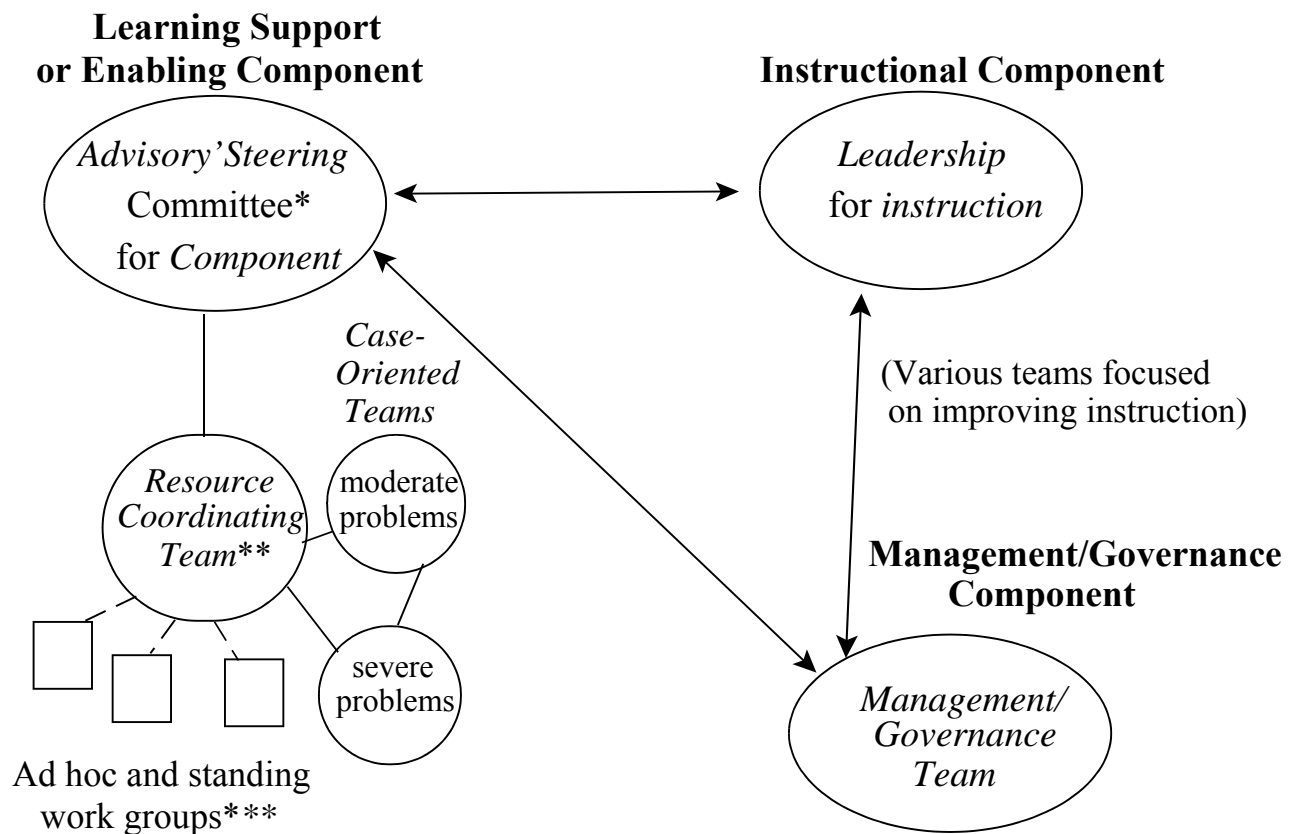 Learning Support
or Enabling Component
Instructional Component
Advisory’Steering
Committee*
for Component
Leadership
for instruction
Case-
Oriented
Teams
(Various teams focused
on improving instruction)
Resource
Coordinating
Team**
moderate
problems
Management/Governance
Component
severe
problems
Management/
Governance
Team
Ad hoc and standing
work groups***